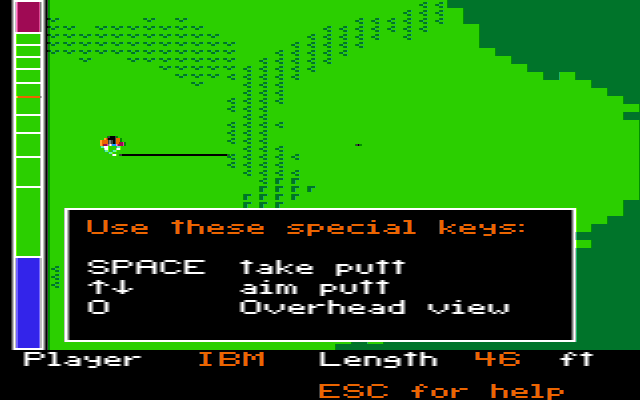 Use these special keys:
SPACE take putt
↑↓ aim putt
O Overhead view
Player IBM Length 46 ft
ESC for help